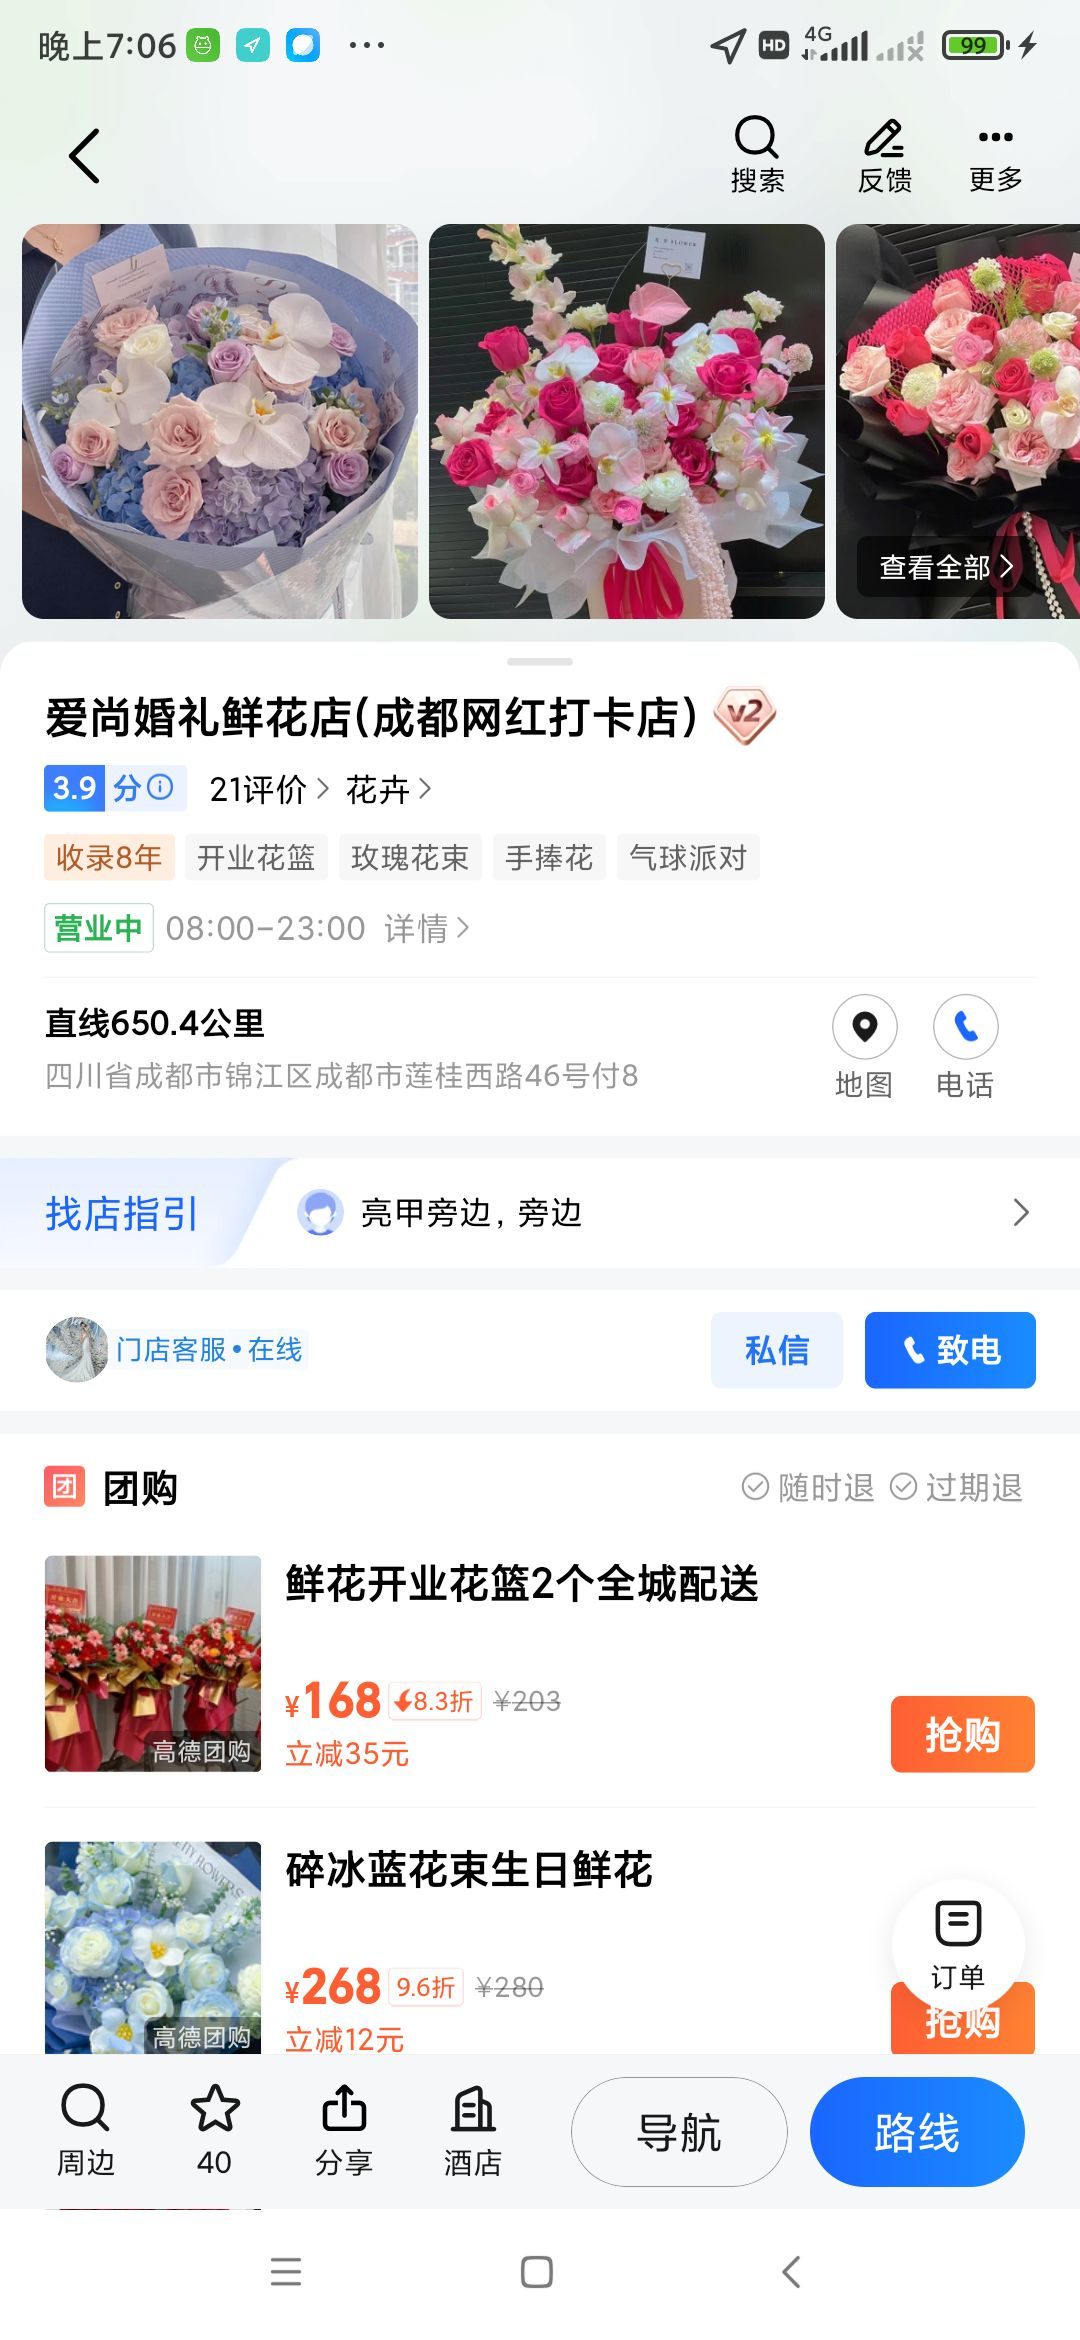 晚上7:06
HD 4G 99
搜索 反馈 更多
查看全部
爱尚婚礼鲜花店(成都网红打卡店) v2
3.9分 21评价 花卉
收录8年 开业花篮 玫瑰花束 手捧花 气球派对
营业中 08:00-23:00 详情
直线650.4公里
四川省成都市锦江区成都市莲桂西路46号付8
地图 电话
找店指引 亮甲旁边, 旁边
门店客服•在线 私信 致电
团 团购 随时退 过期退
鲜花开业花篮2个全城配送
¥168 8.3折 ¥203
立减35元
抢购
高德团购
碎冰蓝花束生日鲜花
¥268 9.6折 ¥280
立减12元
订单
抢购
高德团购
周边 40 分享 酒店 导航 路线